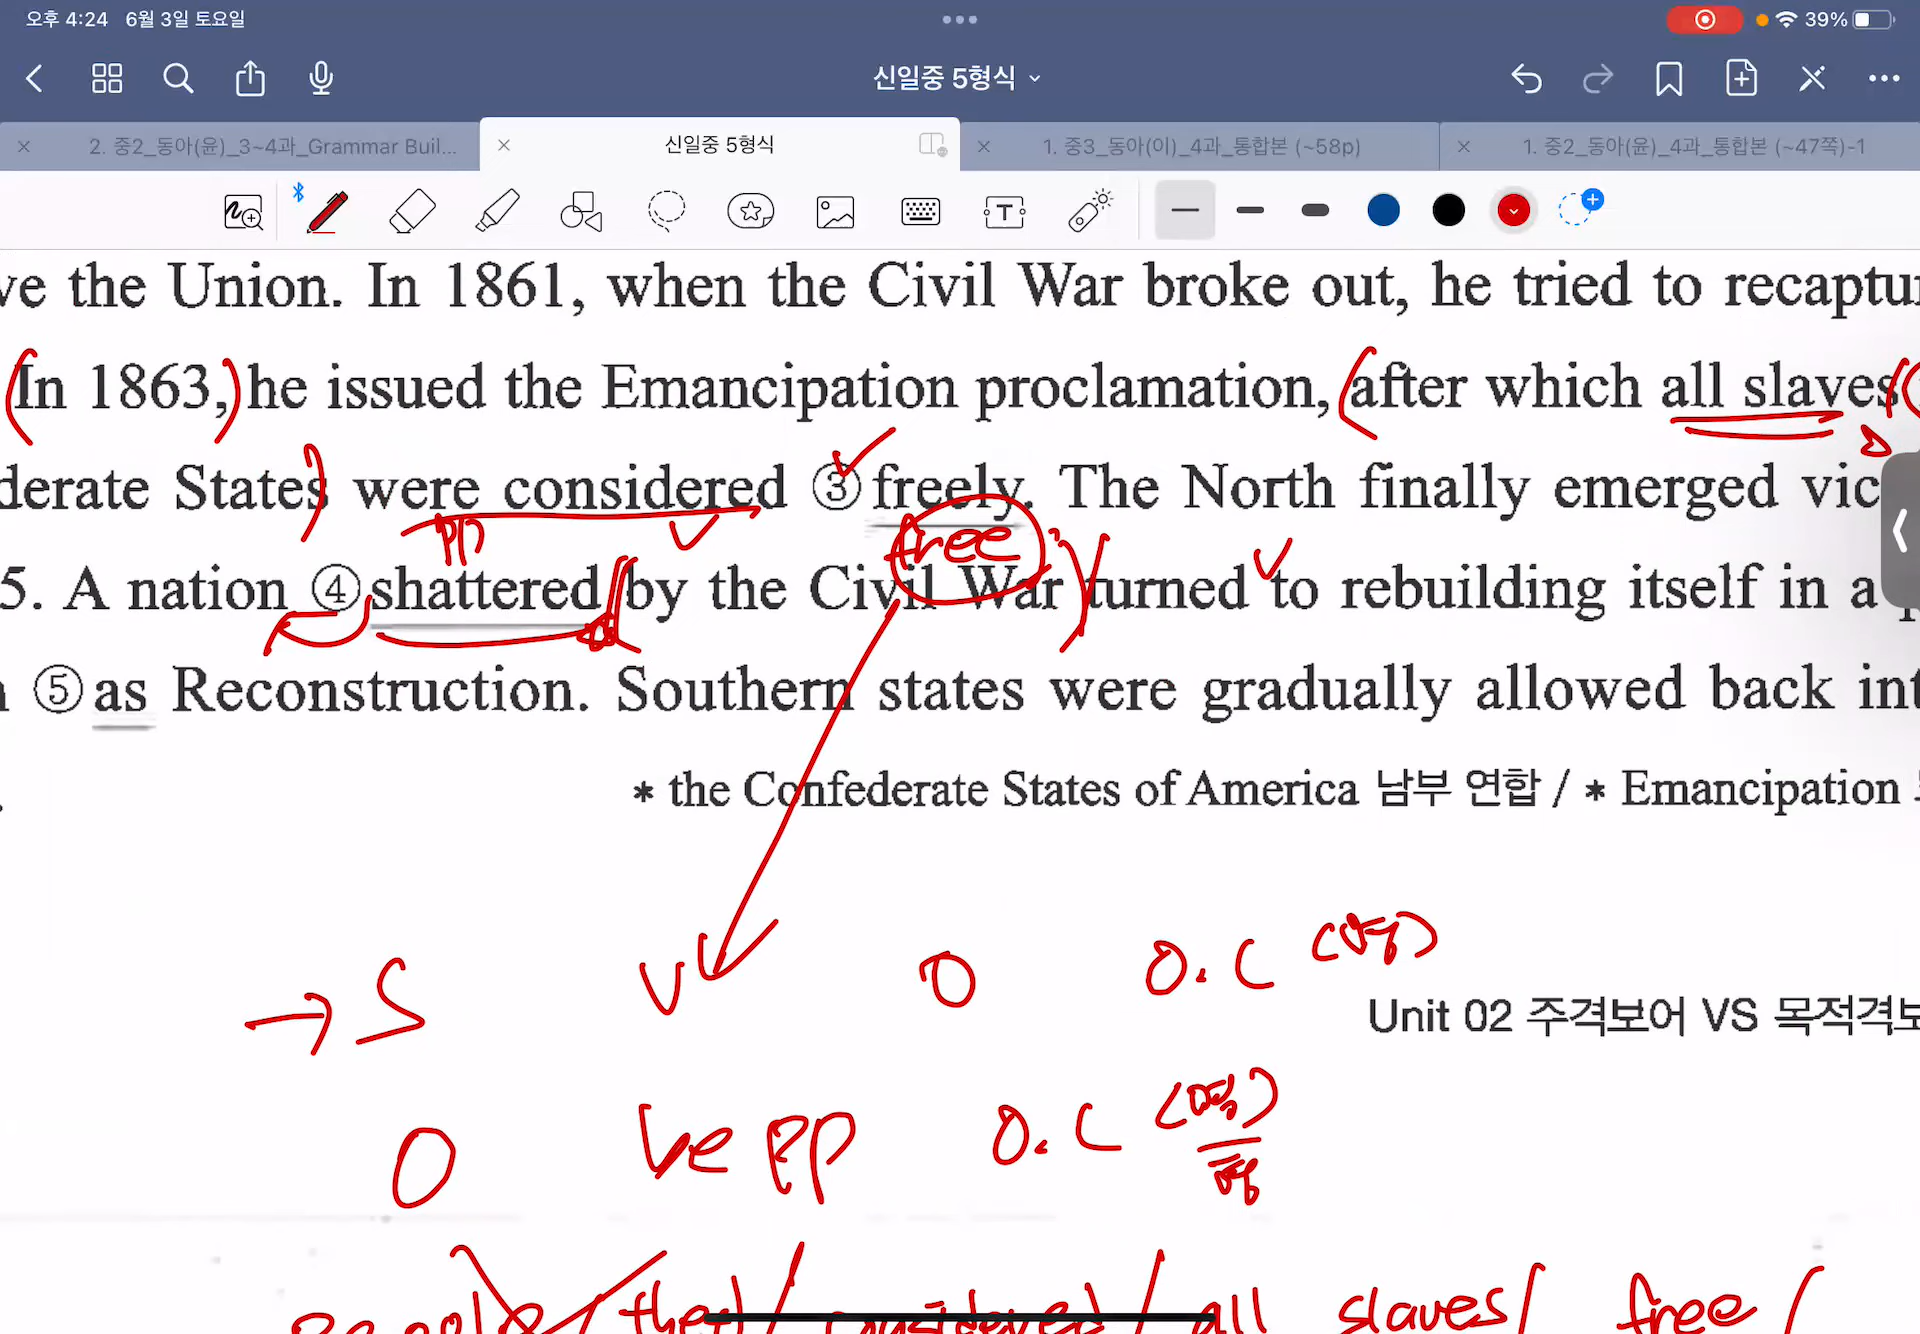 오후 4:24 6월 3일 토요일
39%
신일중 5형식
2. 중2_동아(윤)_3~4과_Grammar Buil...
신일중 5형식
1. 중3_동아(이)_4과_통합본 (~58p)
1. 중2_동아(윤)_4과_통합본 (~47쪽)-1
ve the Union. In 1861, when the Civil War broke out, he tried to recaptu
(In 1863,) he issued the Emancipation proclamation, (after which all slaves
derate States) were considered ③ freely. The North finally emerged vic
PP
free
5. A nation ④ shattered (by the Civil War) turned to rebuilding itself in a p
⑤ as Reconstruction. Southern states were gradually allowed back int
* the Confederate States of America 남부 연합 / * Emancipation
→ S V O O.C
Unit 02 주격보어 VS 목적격보
O be PP O.C
considered / all slaves / free /